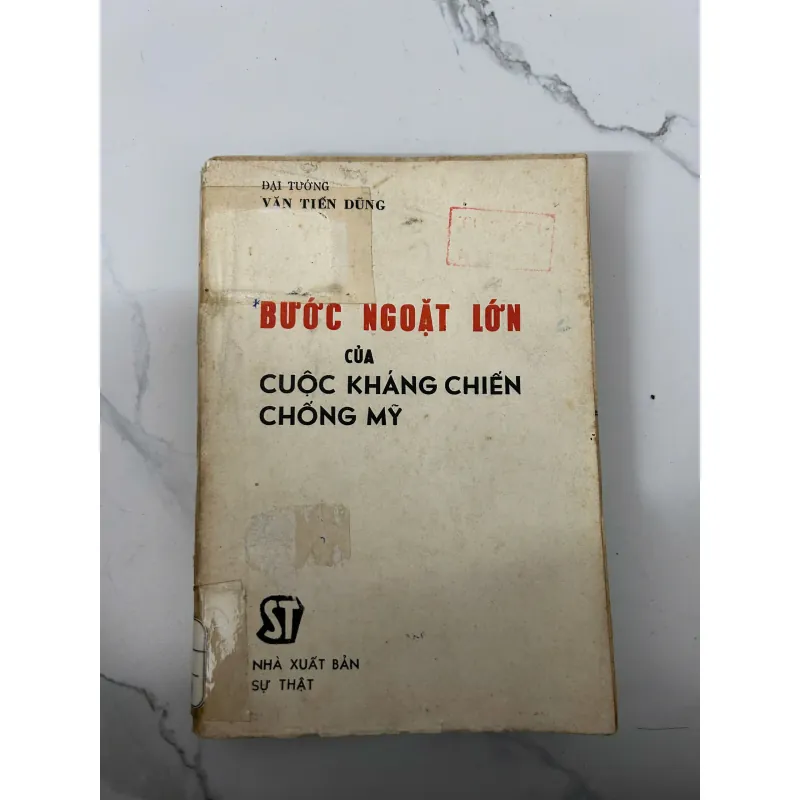 ĐẠI TƯỚNG
VĂN TIẾN DŨNG
BƯỚC NGOẶT LỚN
CỦA
CUỘC KHÁNG CHIẾN
CHỐNG MỸ
ST
NHÀ XUẤT BẢN
SỰ THẬT